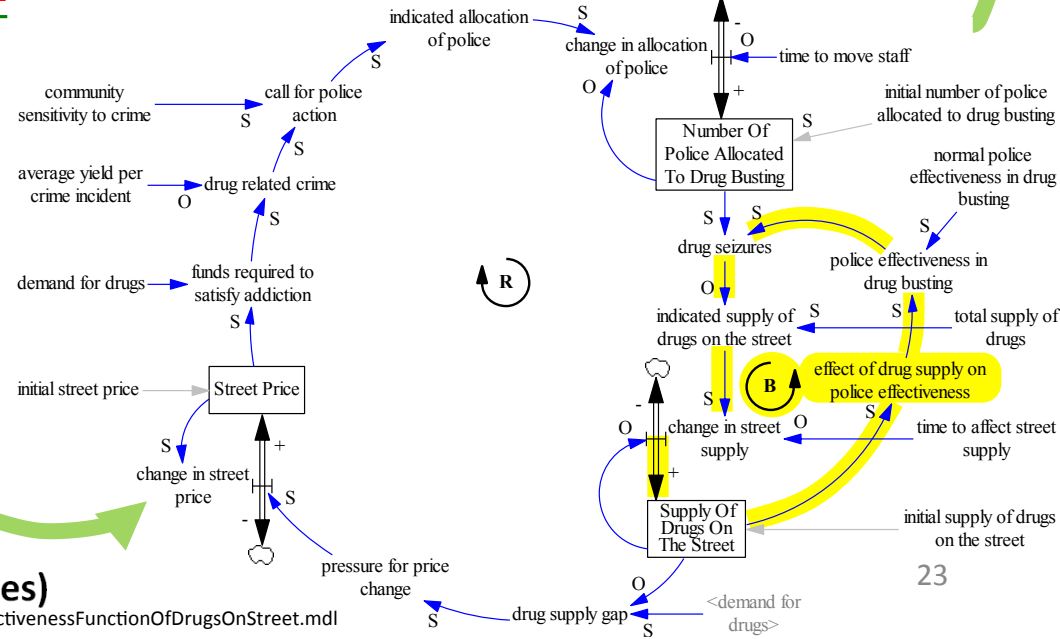 indicated allocation
of police
S
S
change in allocation
of police
O
-
O
time to move staff
+
community
sensitivity to crime
S
call for police
action
S
Number Of
Police Allocated
To Drug Busting
S
initial number of police
allocated to drug busting
average yield per
crime incident
O
drug related crime
S
normal police
effectiveness in drug
busting
S
S
S
drug seizures
police effectiveness in
drug busting
demand for drugs
funds required to
satisfy addiction
S
R
O
indicated supply of
drugs on the street
S
S
total supply of
drugs
initial street price
Street Price
S
B
effect of drug supply on
police effectiveness
S
-
O
change in street
supply
O
time to affect street
supply
+
S
change in street
price
+
S
-
Supply Of
Drugs On
The Street
initial supply of drugs
on the street
pressure for price
change
S
O
drug supply gap
S
<demand for
drugs>
23
es)
ctivenessFunctionOfDrugsOnStreet.mdl